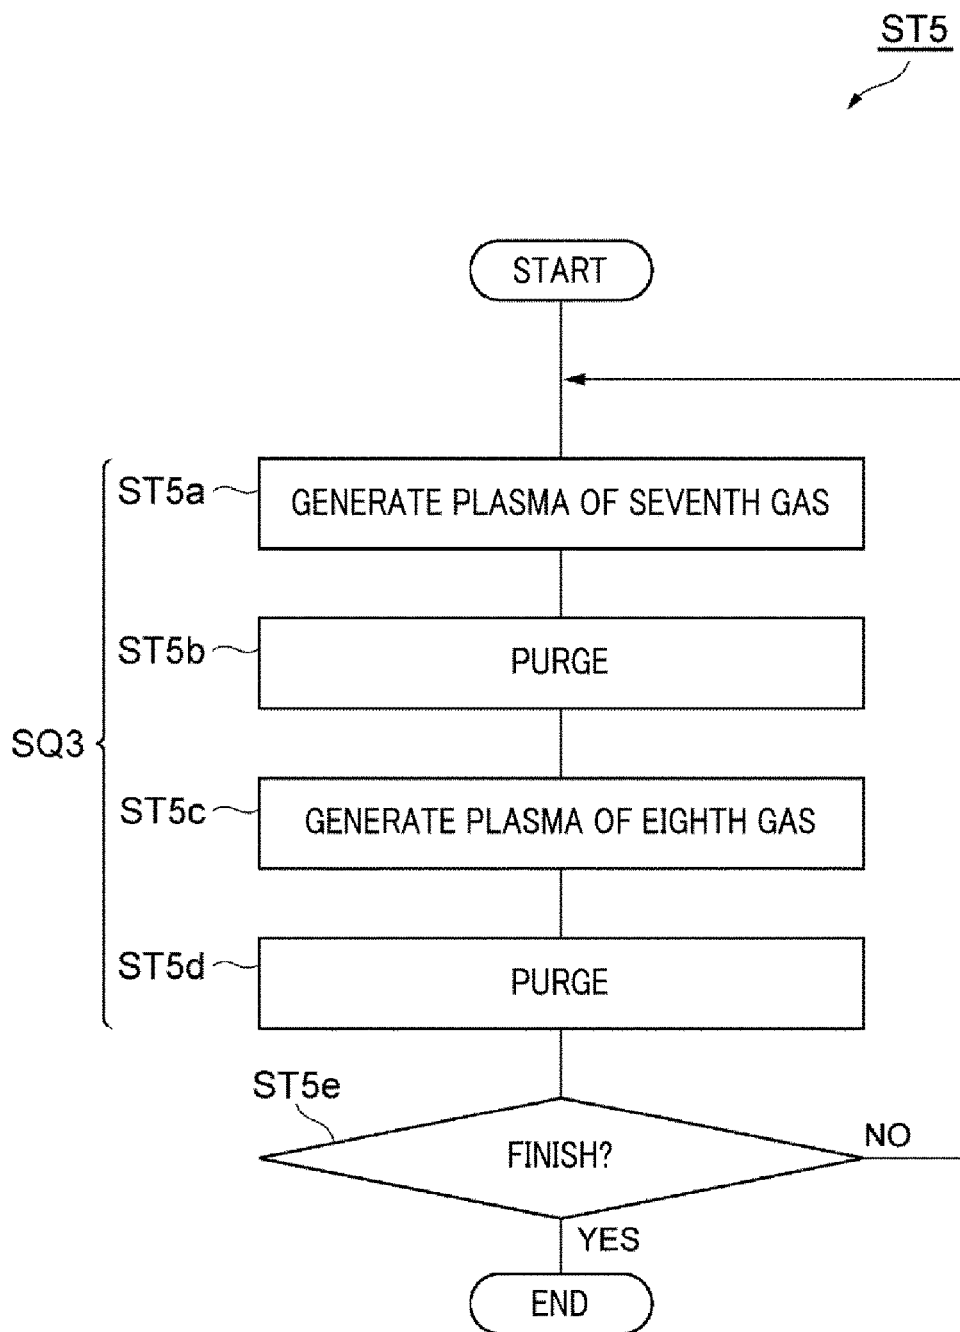 ST5
START
ST5a
GENERATE PLASMA OF SEVENTH GAS
ST5b
PURGE
SQ3
ST5c
GENERATE PLASMA OF EIGHTH GAS
ST5d
PURGE
ST5e
FINISH?
NO
YES
END